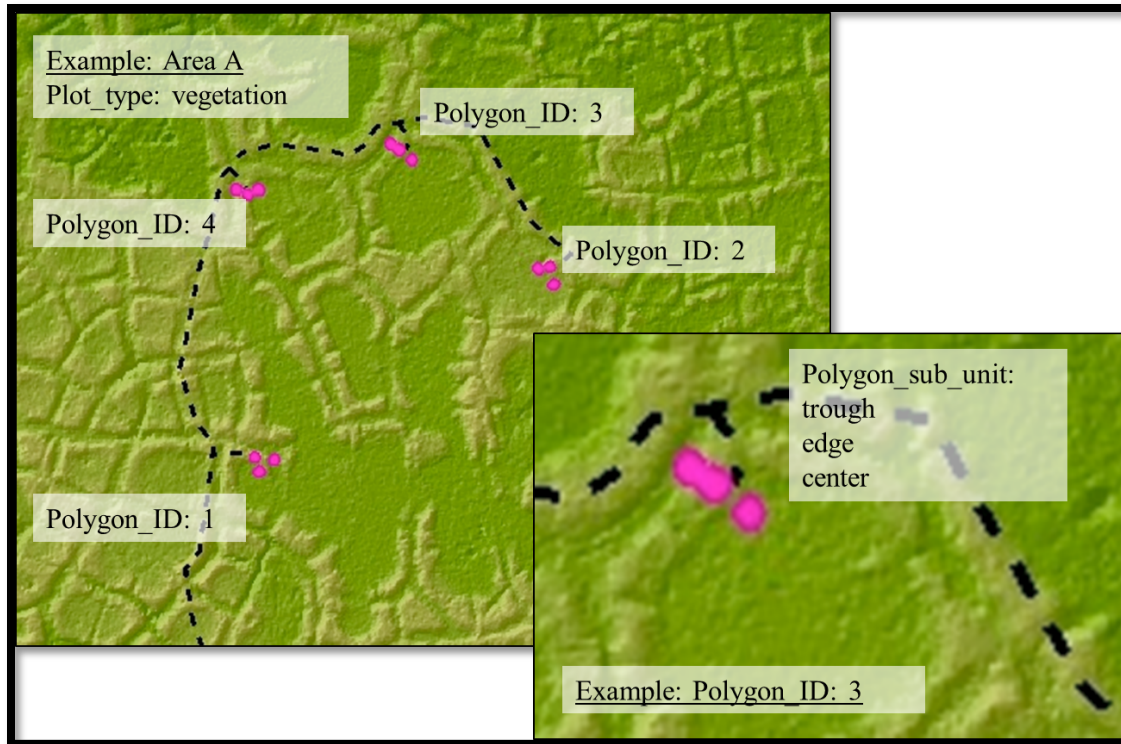 Example: Area A
Plot_type: vegetation
Polygon_ID: 3
Polygon_ID: 4
Polygon_ID: 2
Polygon_ID: 1
Polygon_sub_unit:
trough
edge
center
Example: Polygon_ID: 3